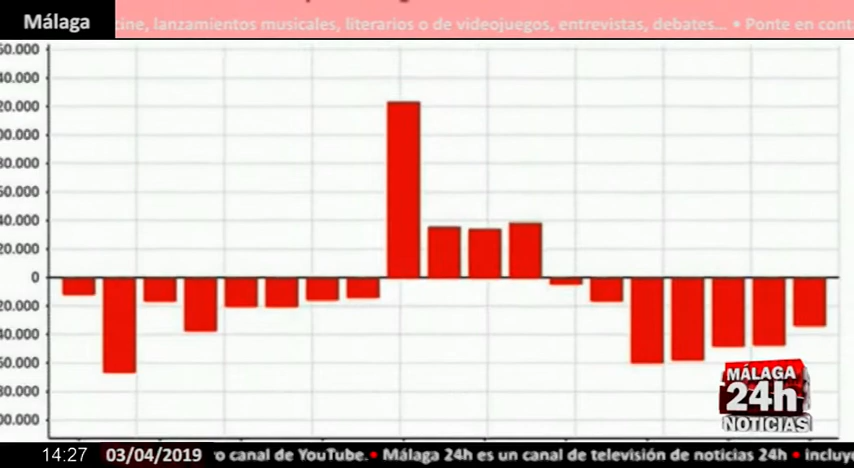 Málaga
cine, lanzamientos musicales, literarios o de videojuegos, entrevistas, debates... • Ponte en cont
60.000
40.000
20.000
00.000
80.000
60.000
40.000
20.000
0
20.000
40.000
60.000
80.000
00.000
MÁLAGA
24h
NOTICIAS
14:27 03/04/2019 o canal de YouTube. • Málaga 24h es un canal de televisión de noticias 24h • incluye